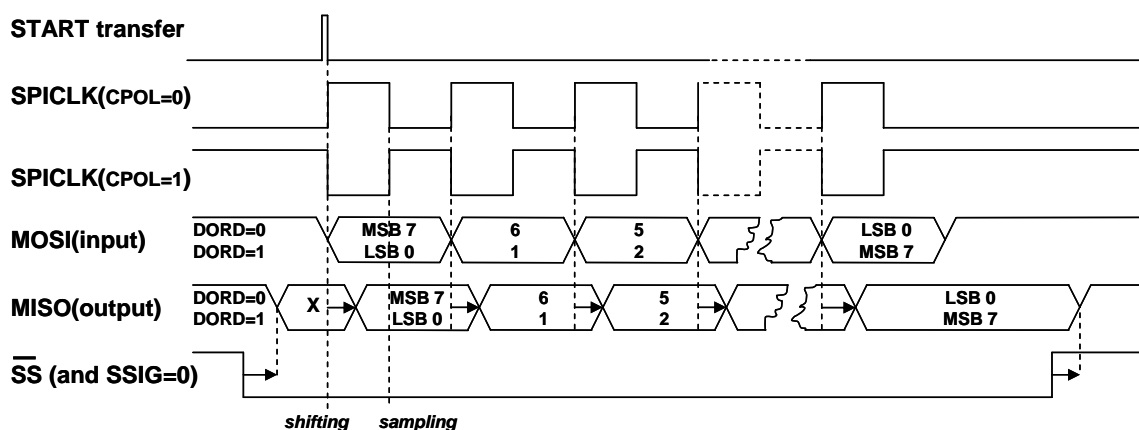 START transfer
SPICLK(CPOL=0)
SPICLK(CPOL=1)
MOSI(input)
DORD=0
DORD=1
MSB 7
LSB 0
6
1
5
2
LSB 0
MSB 7
MISO(output)
DORD=0
DORD=1
X
MSB 7
LSB 0
6
1
5
2
LSB 0
MSB 7
SS (and SSIG=0)
shifting
sampling